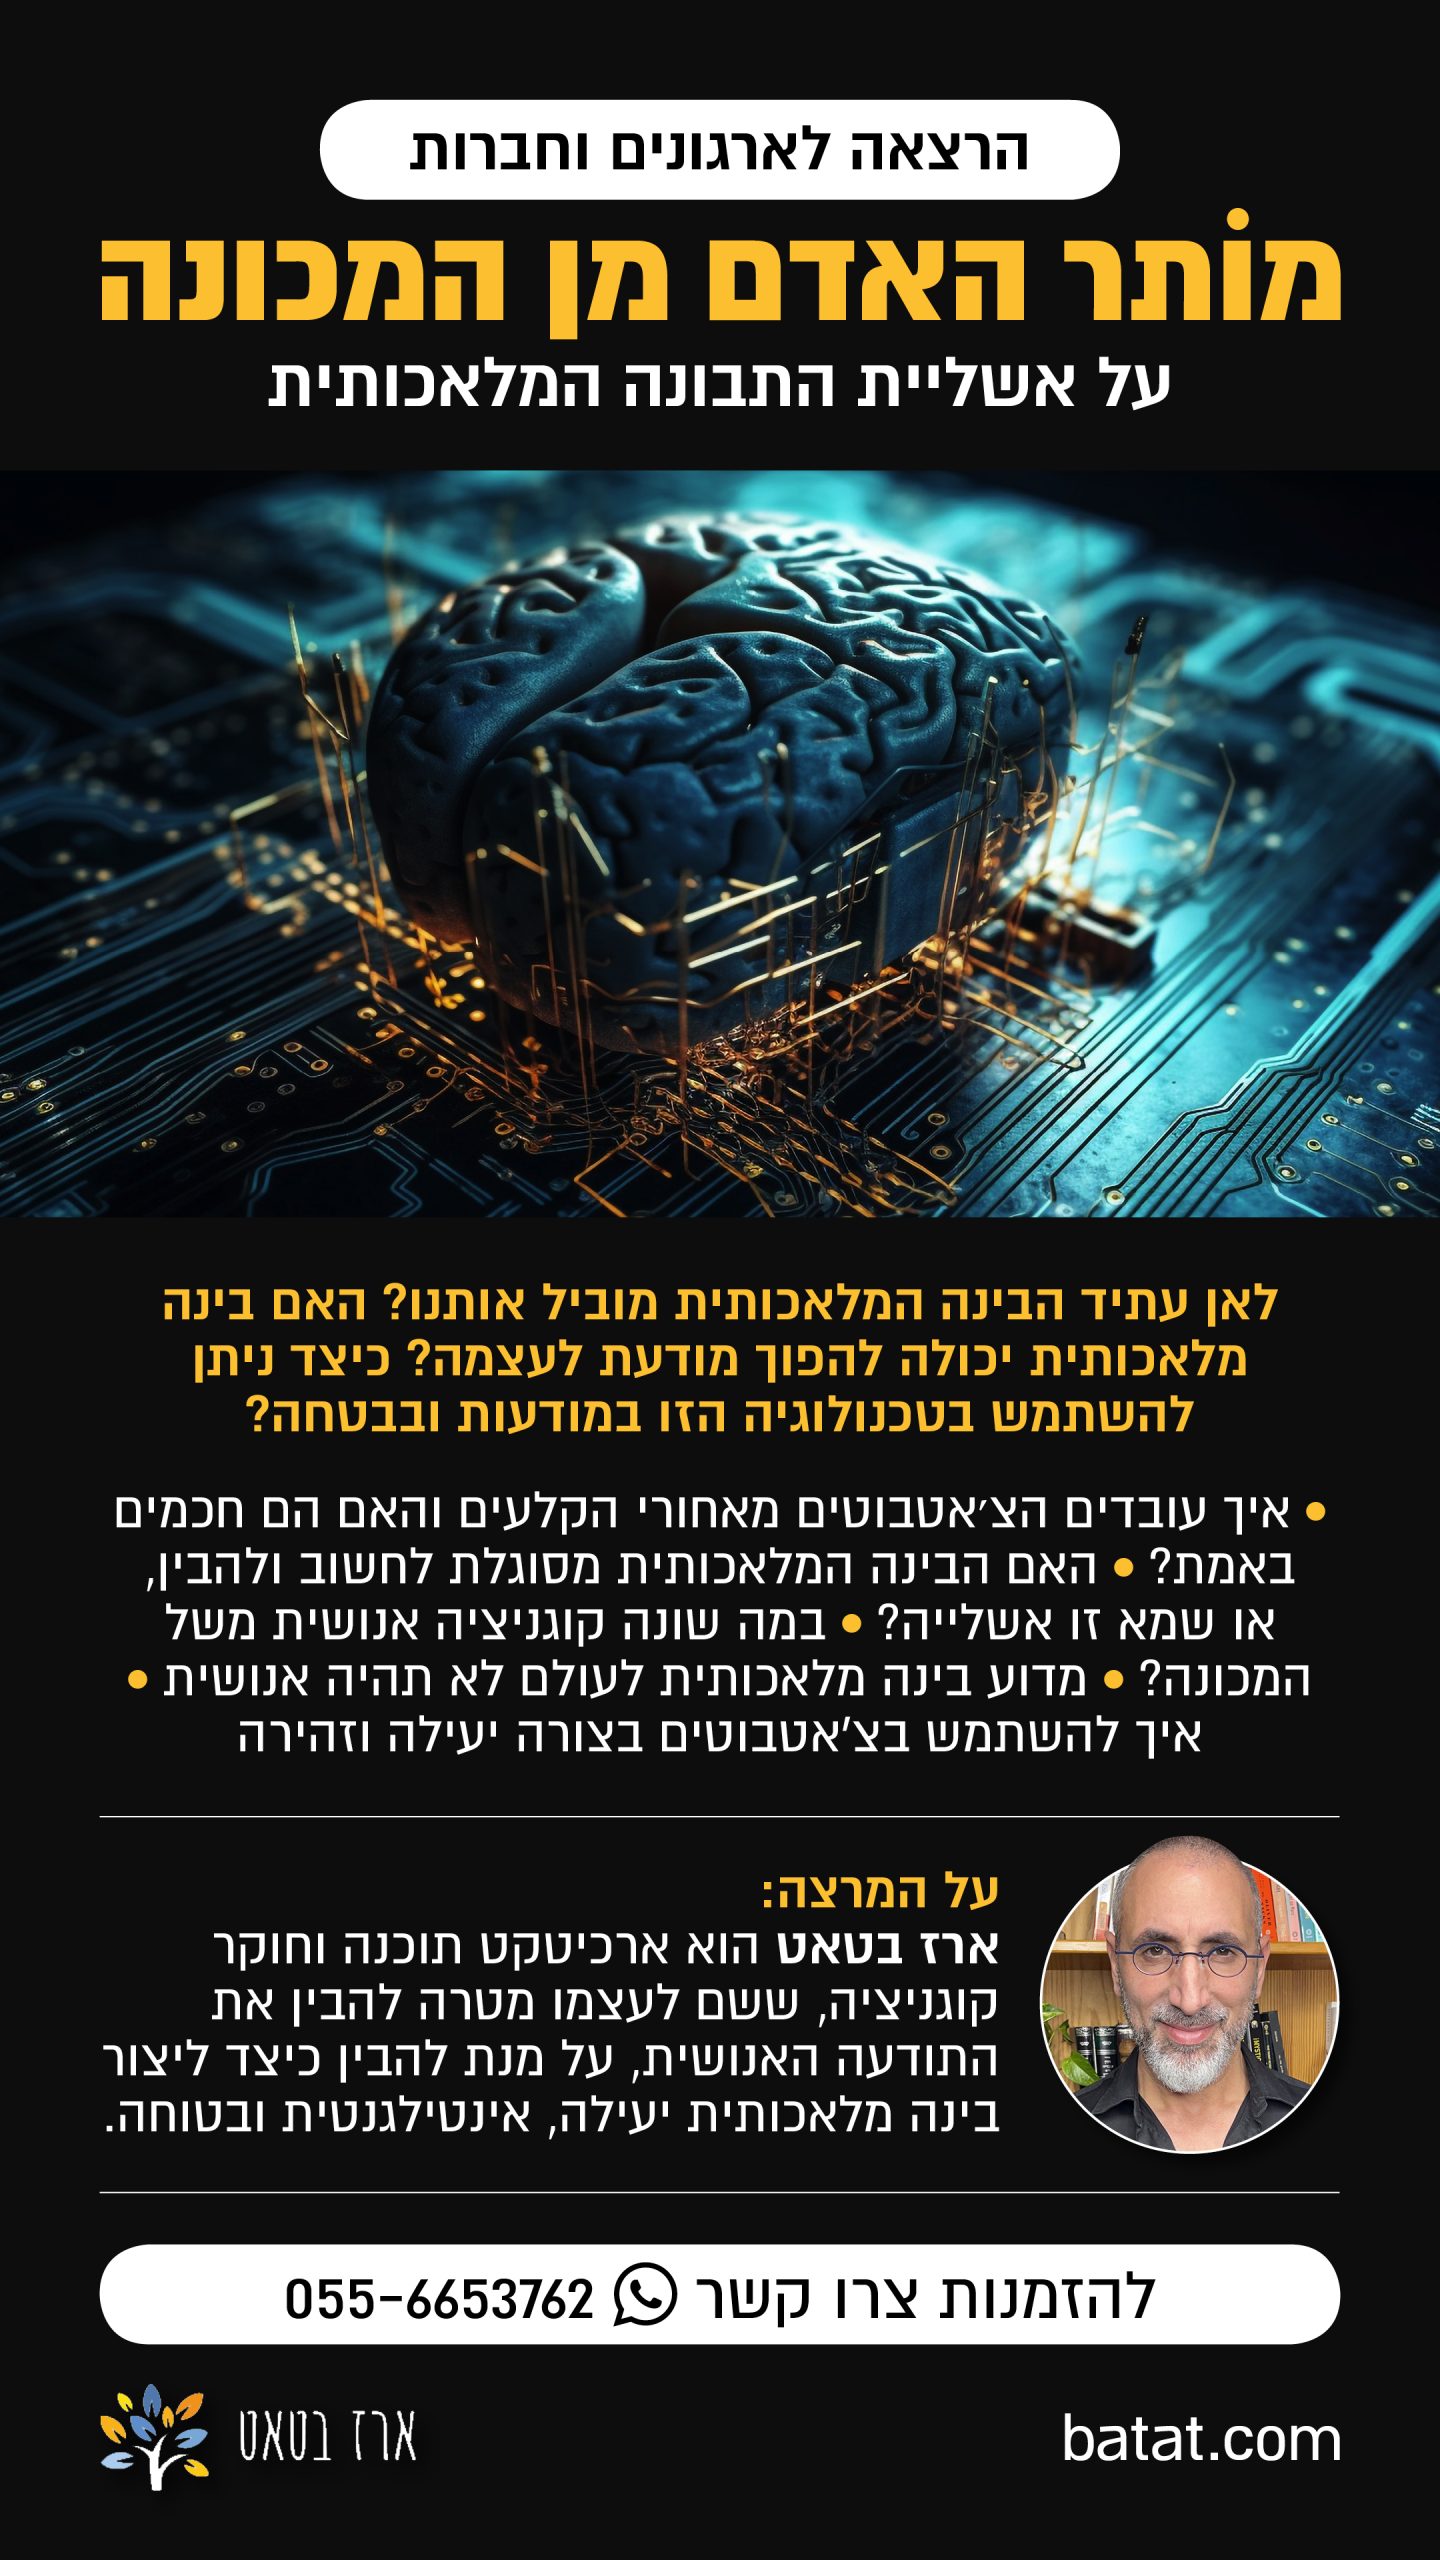 הרצאה לארגונים וחברות
מוֹתר האדם מן המכונה
על אשליית התבונה המלאכותית
לאן עתיד הבינה המלאכותית מוביל אותנו? האם בינה
מלאכותית יכולה להפוך מודעת לעצמה? כיצד ניתן
להשתמש בטכנולוגיה הזו במודעות ובבטחה?
• איך עובדים הצ׳אטבוטים מאחורי הקלעים והאם הם חכמים
באמת? • האם הבינה המלאכותית מסוגלת לחשוב ולהבין,
או שמא זו אשלייה? • במה שונה קוגניציה אנושית משל
המכונה? • מדוע בינה מלאכותית לעולם לא תהיה אנושית •
איך להשתמש בצ'אטבוטים בצורה יעילה וזהירה
על המרצה:
ארז בטאט הוא ארכיטקט תוכנה וחוקר
קוגניציה, ששם לעצמו מטרה להבין את
התודעה האנושית, על מנת להבין כיצד ליצור
בינה מלאכותית יעילה, אינטילגנטית ובטוחה.
להזמנות צרו קשר 055-6653762
ארז בטאט
batat.com